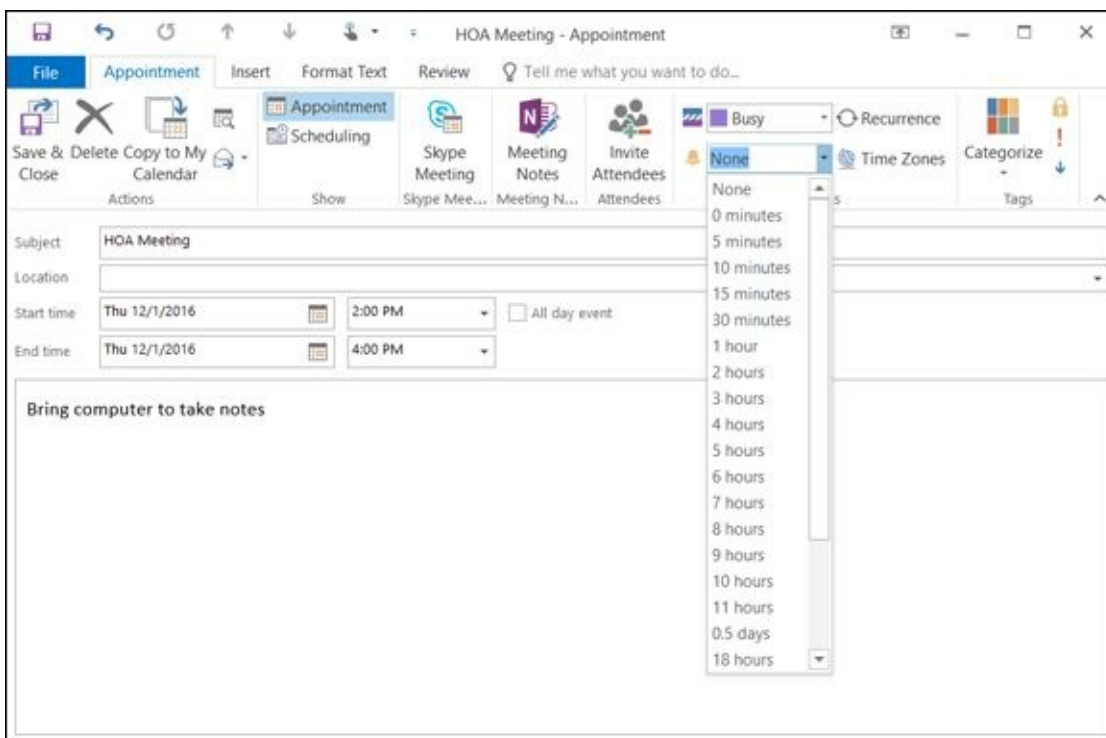 HOA Meeting - Appointment
File Appointment Insert Format Text Review Tell me what you want to do...
Save & Close
Delete
Copy to My Calendar
Actions
Appointment
Scheduling
Show
Skype Meeting
Skype Mee...
Meeting Notes
Meeting N...
Invite Attendees
Attendees
Busy
None
Recurrence
Time Zones
s
Categorize
Tags
Subject HOA Meeting
Location
Start time Thu 12/1/2016 2:00 PM All day event
End time Thu 12/1/2016 4:00 PM
None
0 minutes
5 minutes
10 minutes
15 minutes
30 minutes
1 hour
2 hours
3 hours
4 hours
5 hours
6 hours
7 hours
8 hours
9 hours
10 hours
11 hours
0.5 days
18 hours
Bring computer to take notes